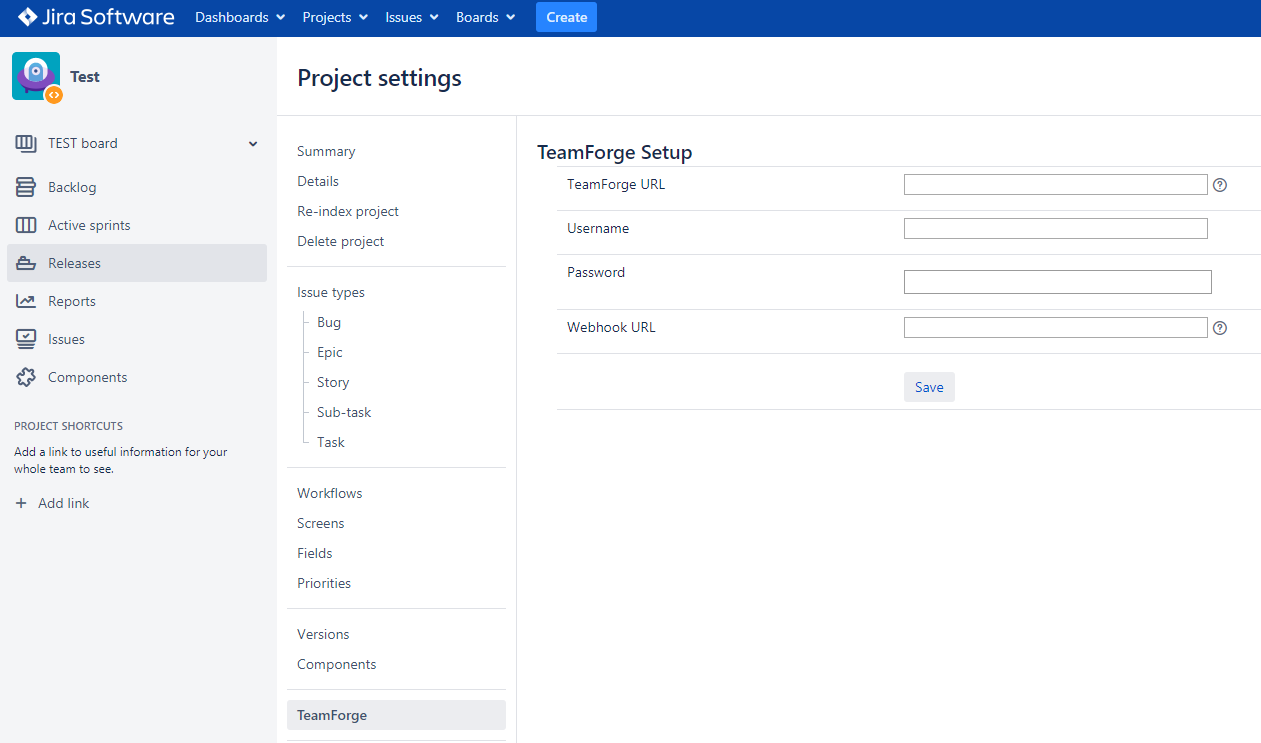 Jira Software Dashboards Projects Issues Boards Create
Test
TEST board
Backlog
Active sprints
Releases
Reports
Issues
Components
PROJECT SHORTCUTS
Add a link to useful information for your
whole team to see.
+ Add link
Project settings
Summary
Details
Re-index project
Delete project
Issue types
Bug
Epic
Story
Sub-task
Task
Workflows
Screens
Fields
Priorities
Versions
Components
TeamForge
TeamForge Setup
TeamForge URL
Username
Password
Webhook URL
Save